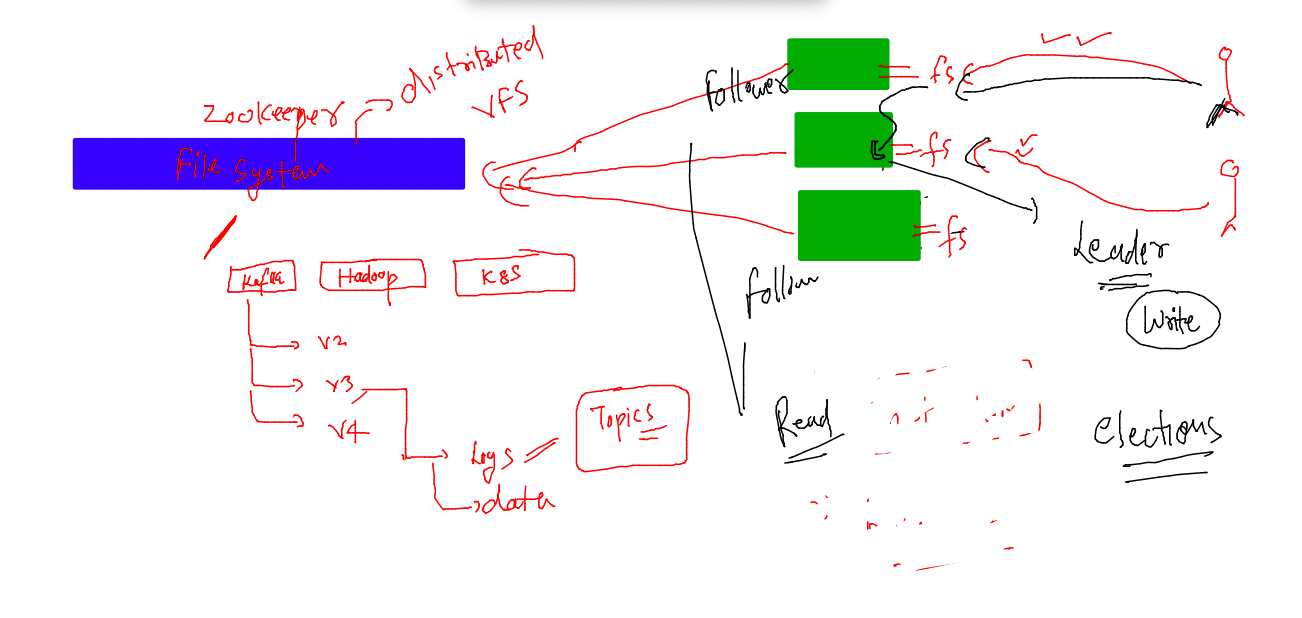 distributed
VFS
Zookeeper
File System
Kafka
Hadoop
K8S
v2
v3
v4
Logs
data
Topics
Follower
fs
fs
fs
Follow
Leader
Write
Read
Elections